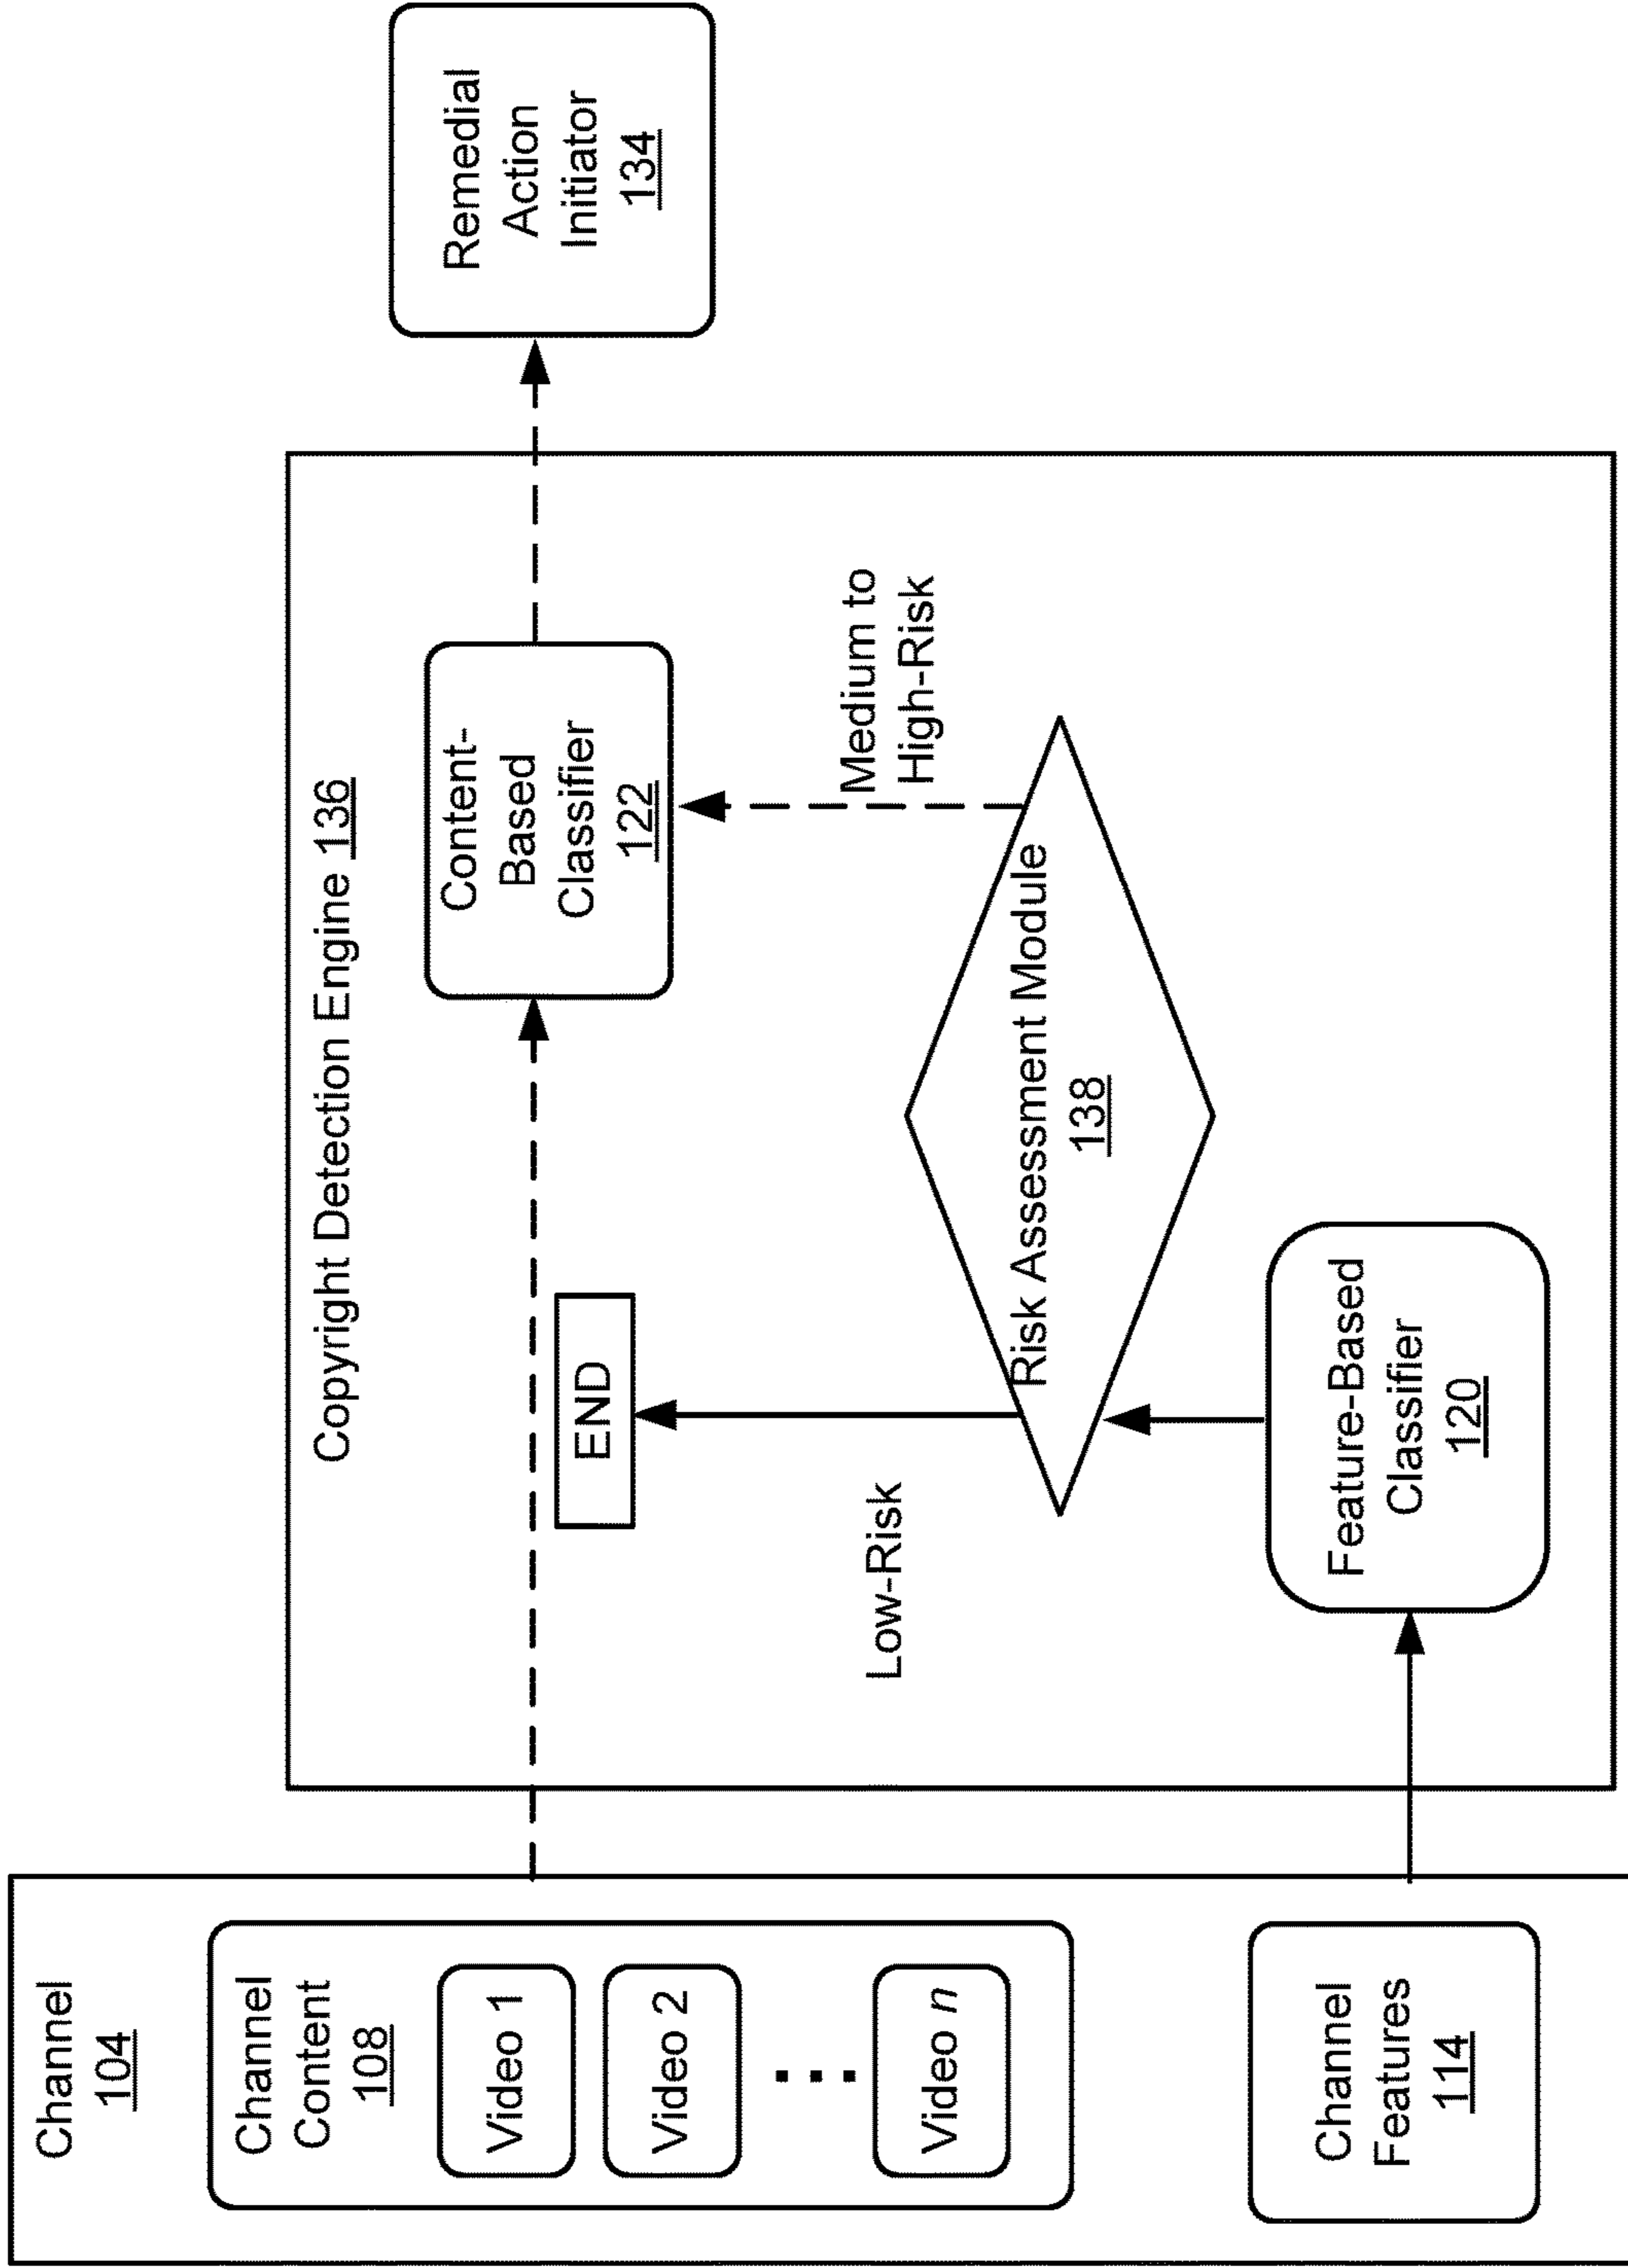 Channel
104
Channel
Content
108
Video 1
Video 2
Video n
Channel
Features
114
Copyright Detection Engine 136
END
Content-
Based
Classifier
122
Low-Risk
Medium to
High-Risk
Risk Assessment Module
138
Feature-Based
Classifier
120
Remedial
Action
Initiator
134